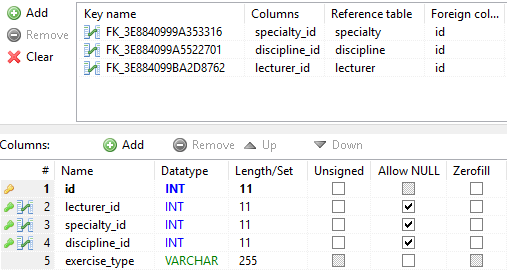 Add
Remove
Clear
Key name Columns Reference table Foreign col...
FK_3E8840999A353316 specialty_id specialty id
FK_3E884099A5522701 discipline_id discipline id
FK_3E884099BA2D8762 lecturer_id lecturer id
Columns: Add Remove Up Down
# Name Datatype Length/Set Unsigned Allow NULL Zerofill
1 id INT 11
2 lecturer_id INT 11
3 specialty_id INT 11
4 discipline_id INT 11
5 exercise_type VARCHAR 255